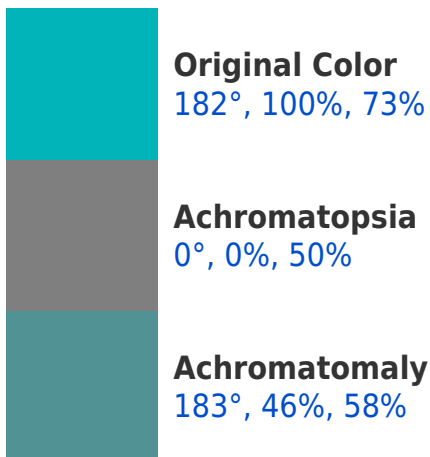 Original Color
182°, 100%, 73%
Achromatopsia
0°, 0%, 50%
Achromatomaly
183°, 46%, 58%